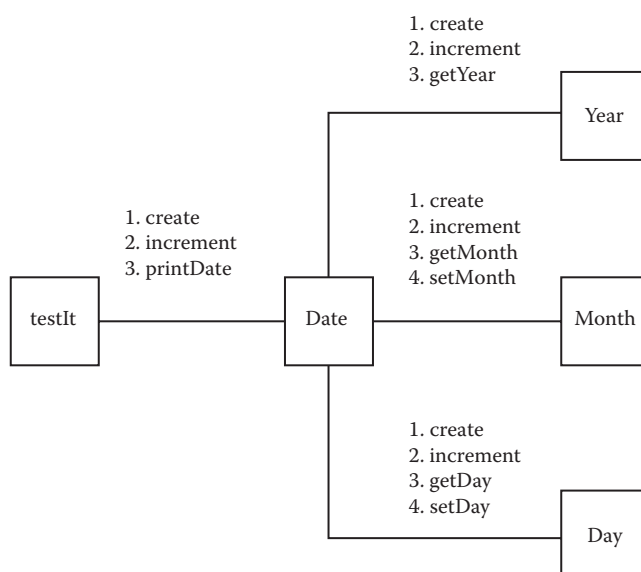 1. create
2. increment
3. getYear
Year
1. create
2. increment
3. printDate
1. create
2. increment
3. getMonth
4. setMonth
testIt
Date
Month
1. create
2. increment
3. getDay
4. setDay
Day